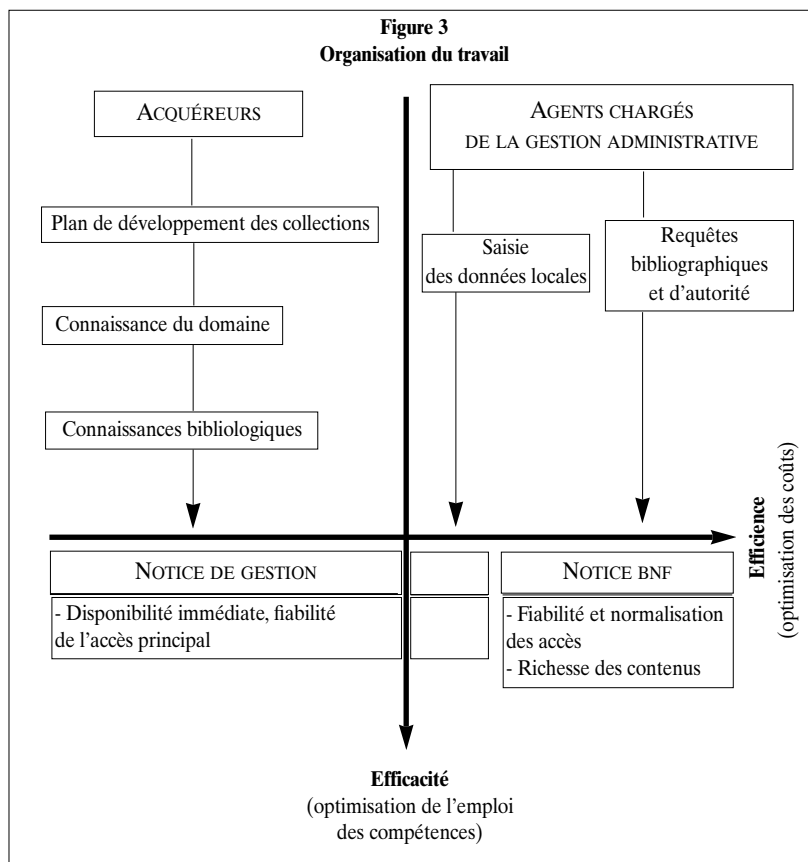 Figure 3
Organisation du travail
ACQUÉREURS
Plan de développement des collections
Connaissance du domaine
Connaissances bibliologiques
AGENTS CHARGÉS
DE LA GESTION ADMINISTRATIVE
Saisie
des données locales
Requêtes
bibliographiques
et d'autorité
Efficience
(optimisation des coûts)
NOTICE DE GESTION
- Disponibilité immédiate, fiabilité
de l'accès principal
NOTICE BNF
- Fiabilité et normalisation
des accès
- Richesse des contenus
Efficacité
(optimisation de l'emploi
des compétences)